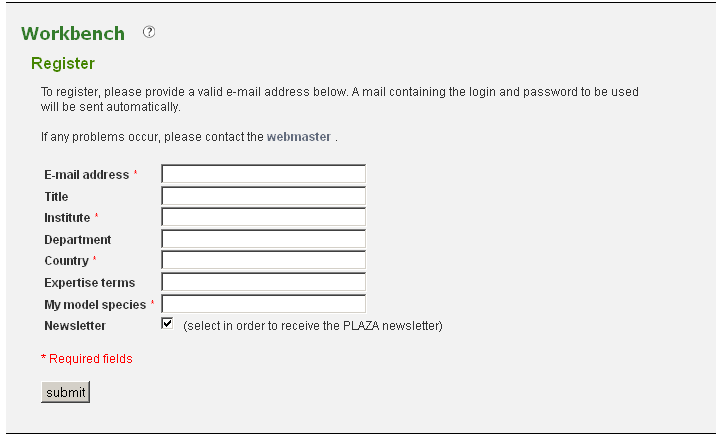 Workbench ?
Register
To register, please provide a valid e-mail address below. A mail containing the login and password to be used
will be sent automatically.
If any problems occur, please contact the webmaster .
E-mail address *
Title
Institute *
Department
Country *
Expertise terms
My model species *
Newsletter (select in order to receive the PLAZA newsletter)
* Required fields
submit